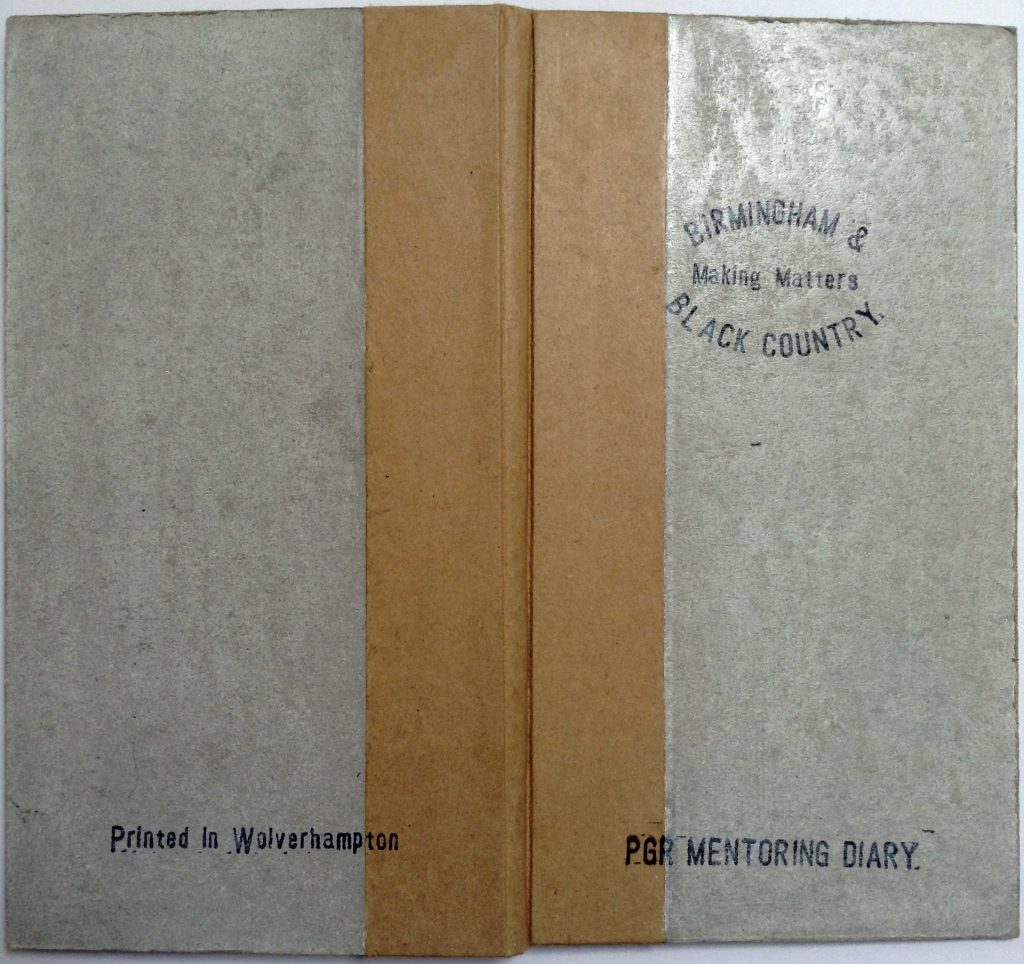 BIRMINGHAM &
Making Matters
BLACK COUNTRY.
Printed in Wolverhampton
PGR MENTORING DIARY.